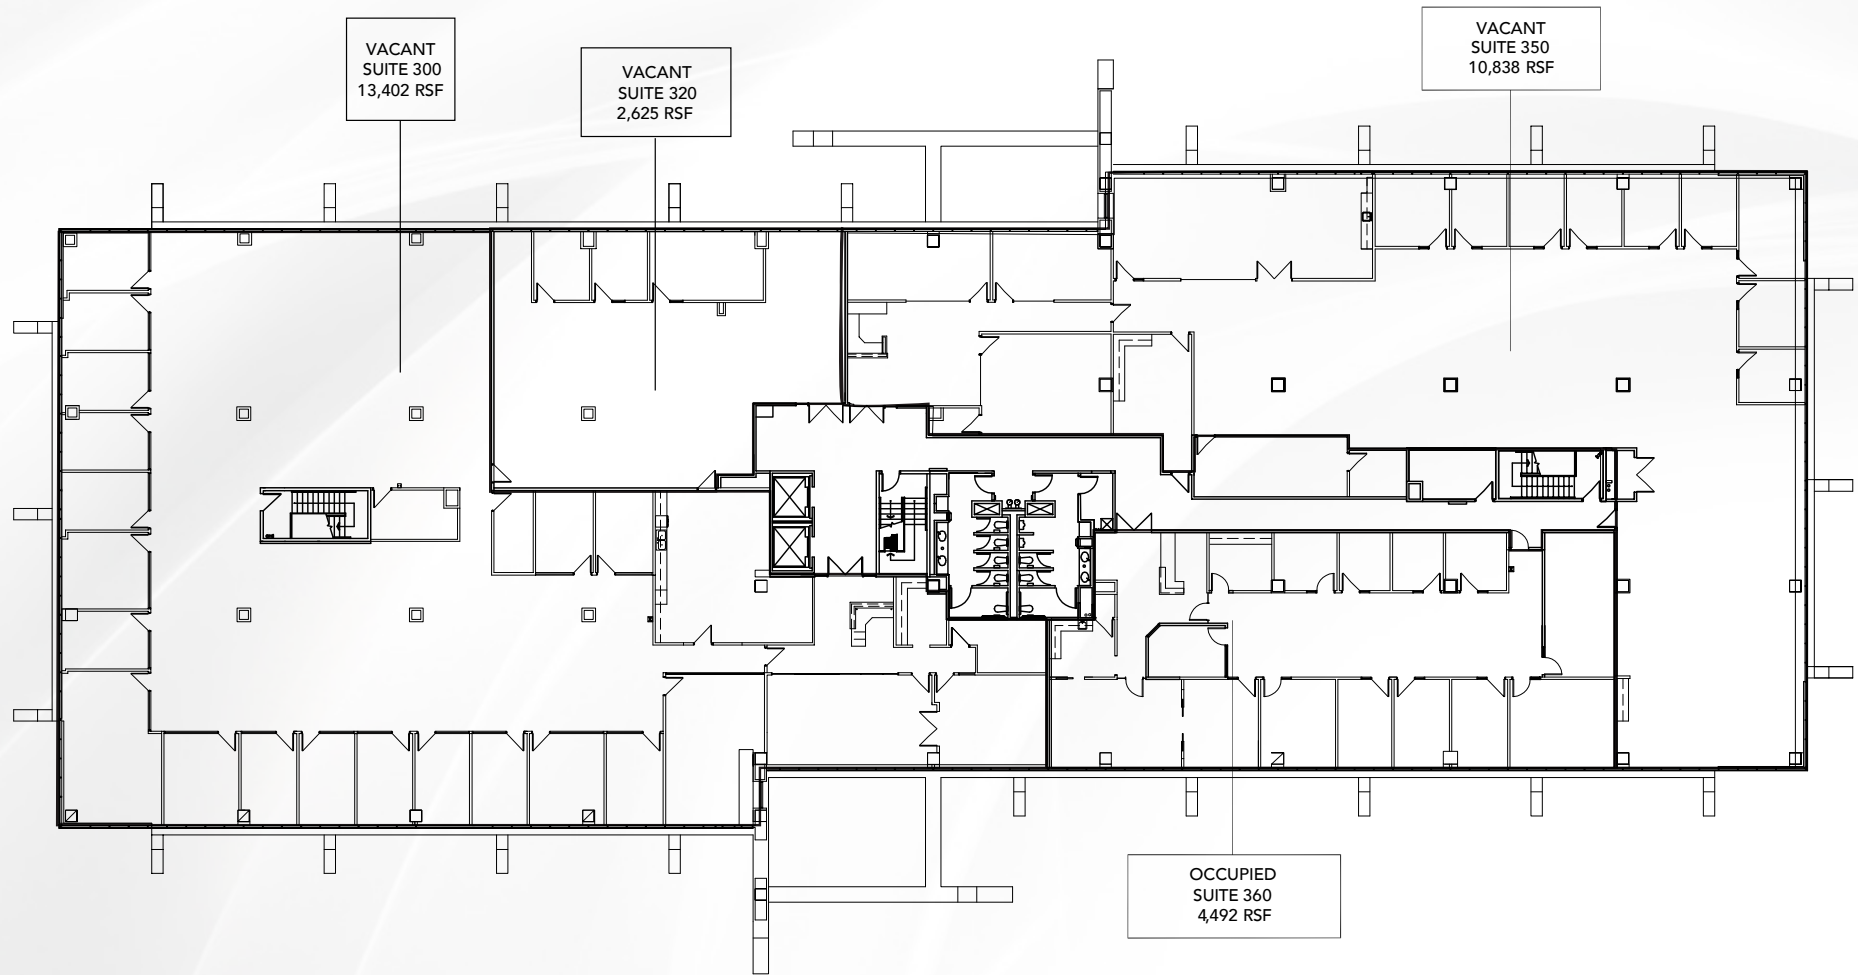 VACANT
SUITE 300
13,402 RSF
VACANT
SUITE 320
2,625 RSF
VACANT
SUITE 350
10,838 RSF
OCCUPIED
SUITE 360
4,492 RSF